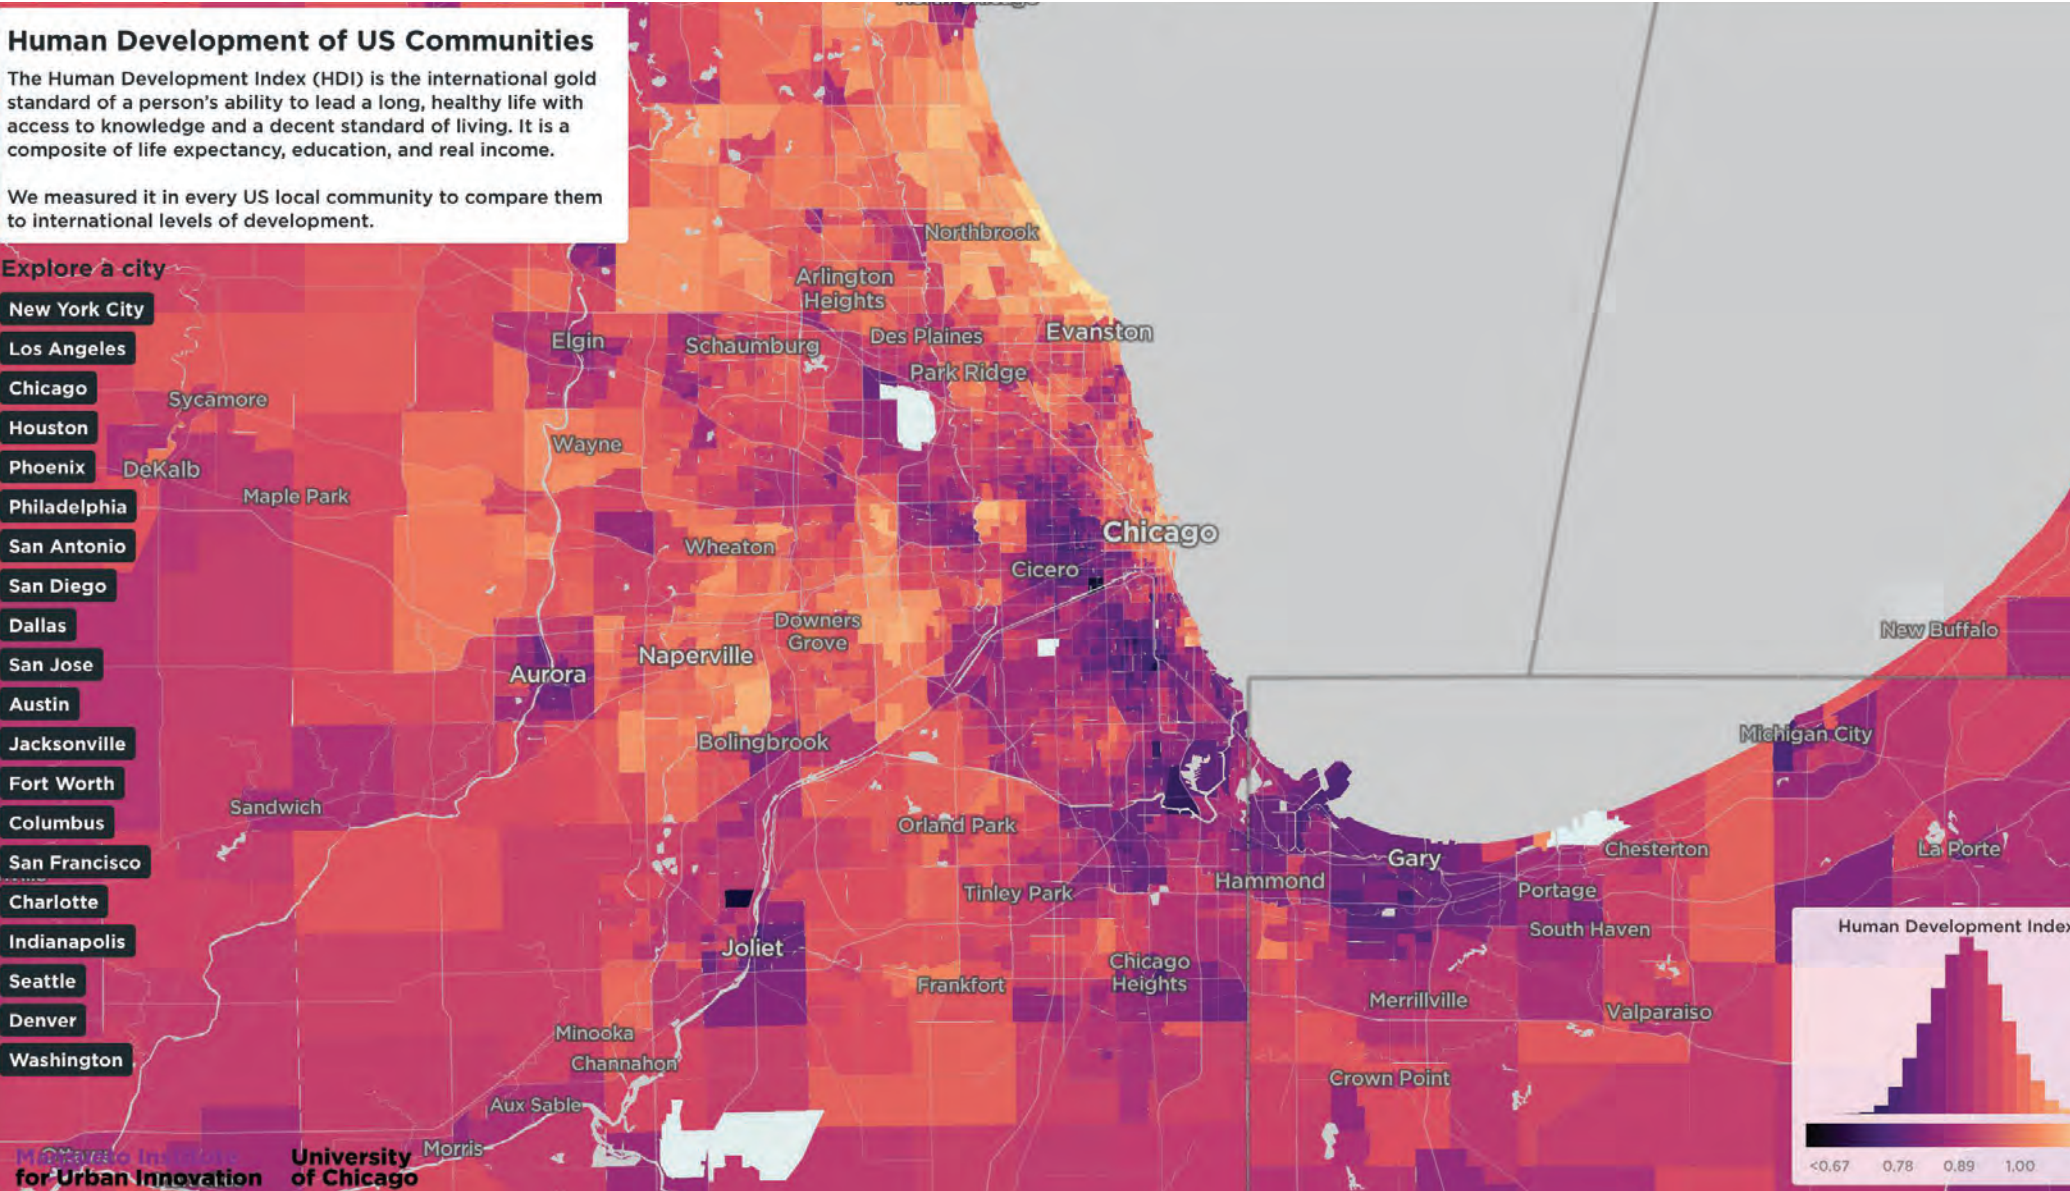 Human Development of US Communities
The Human Development Index (HDI) is the international gold
standard of a person's ability to lead a long, healthy life with
access to knowledge and a decent standard of living. It is a
composite of life expectancy, education, and real income.
We measured it in every US local community to compare them
to international levels of development.
Explore a city
New York City
Los Angeles
Chicago
Houston
Phoenix
Philadelphia
San Antonio
San Diego
Dallas
San Jose
Austin
Jacksonville
Fort Worth
Columbus
San Francisco
Charlotte
Indianapolis
Seattle
Denver
Washington
Northbrook
Arlington
Heights
Elgin
Schaumburg
Des Plaines
Evanston
Park Ridge
Sycamore
Wayne
DeKalb
Maple Park
Chicago
Wheaton
Cicero
Downers
Grove
Naperville
Aurora
New Buffalo
Bolingbrook
Michigan City
Sandwich
Orland Park
Gary
Chesterton
La Porte
Hammond
Tinley Park
Portage
South Haven
Joliet
Chicago
Heights
Frankfort
Merrillville
Valparaiso
Minooka
Channahon
Crown Point
Aux Sable
Morris
Human Development Index
<0.67 0.78 0.89 1.00
for Urban Innovation
University
of Chicago